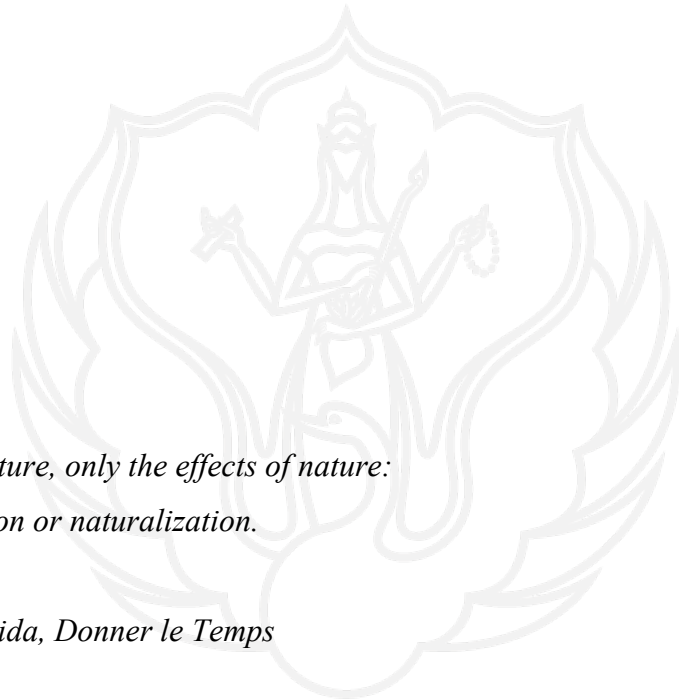 ture, only the effects of nature:
on or naturalization.
ida, Donner le Temps